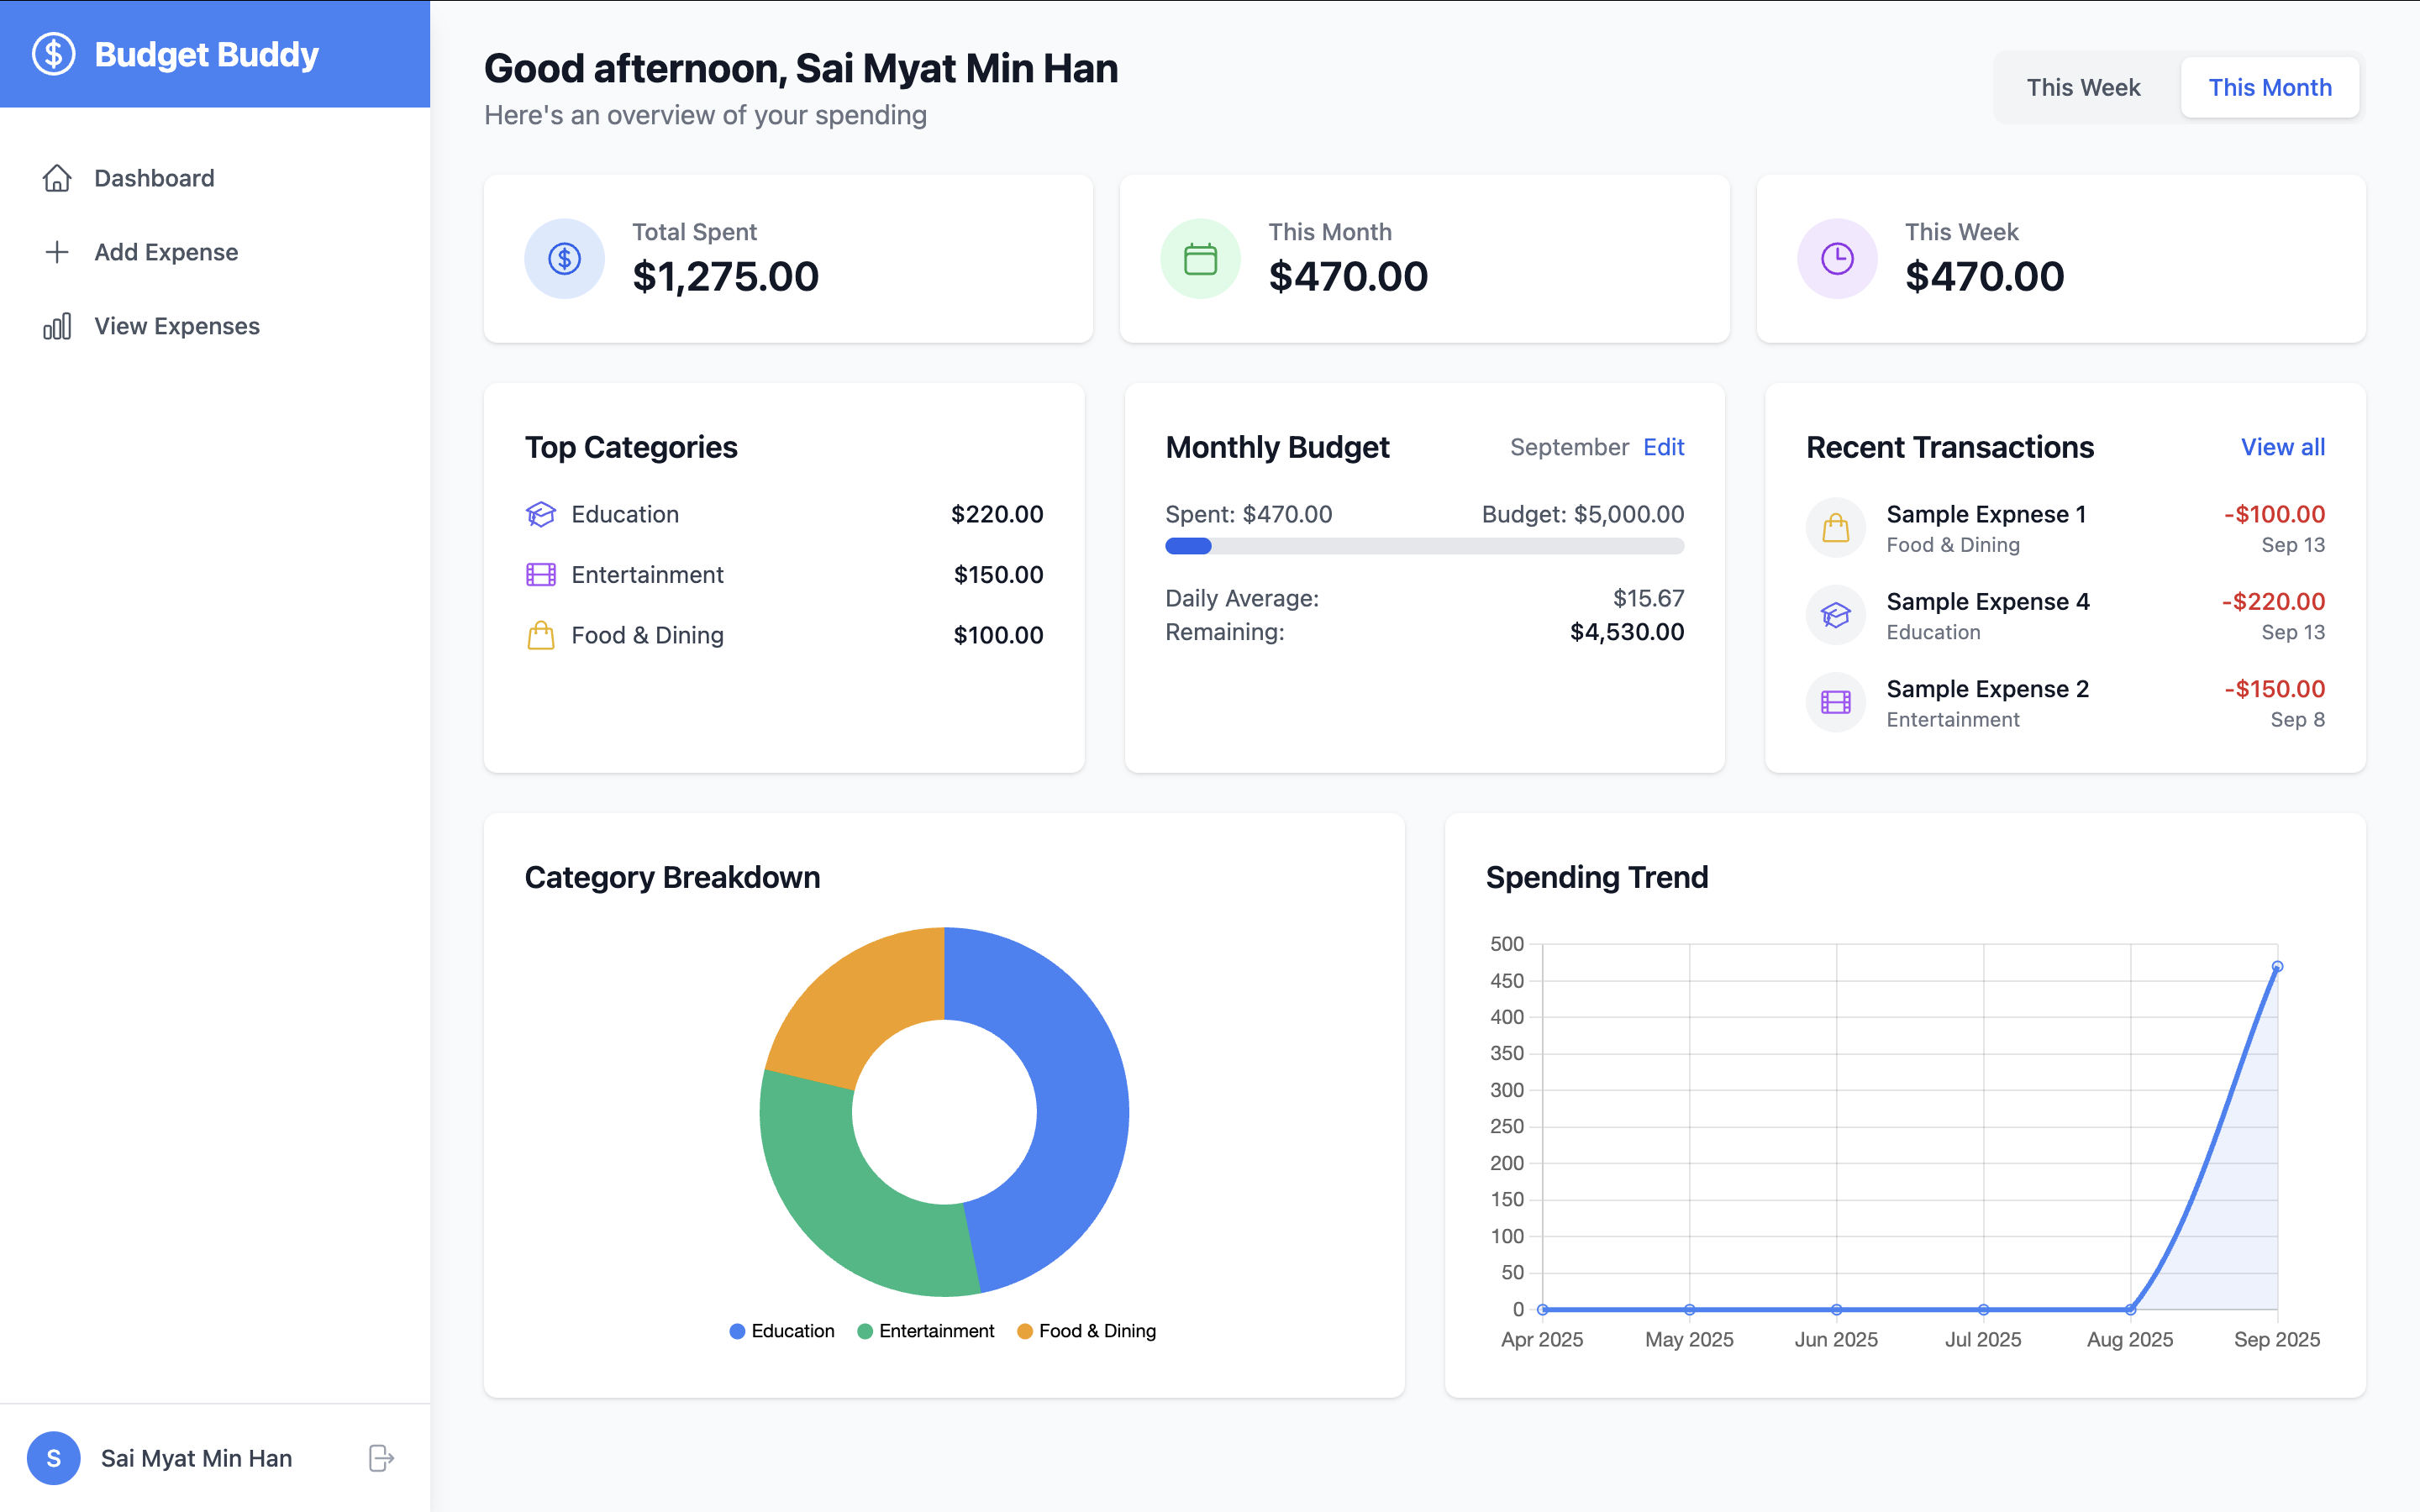 Budget Buddy
Dashboard
Add Expense
View Expenses
S Sai Myat Min Han
Good afternoon, Sai Myat Min Han
Here's an overview of your spending
This Week This Month
Total Spent
$1,275.00
This Month
$470.00
This Week
$470.00
Top Categories
Education $220.00
Entertainment $150.00
Food & Dining $100.00
Monthly Budget September Edit
Spent: $470.00 Budget: $5,000.00
Daily Average: $15.67
Remaining: $4,530.00
Recent Transactions View all
Sample Expnese 1 -$100.00
Food & Dining Sep 13
Sample Expense 4 -$220.00
Education Sep 13
Sample Expense 2 -$150.00
Entertainment Sep 8
Category Breakdown
Education Entertainment Food & Dining
Spending Trend
500
450
400
350
300
250
200
150
100
50
0
Apr 2025 May 2025 Jun 2025 Jul 2025 Aug 2025 Sep 2025